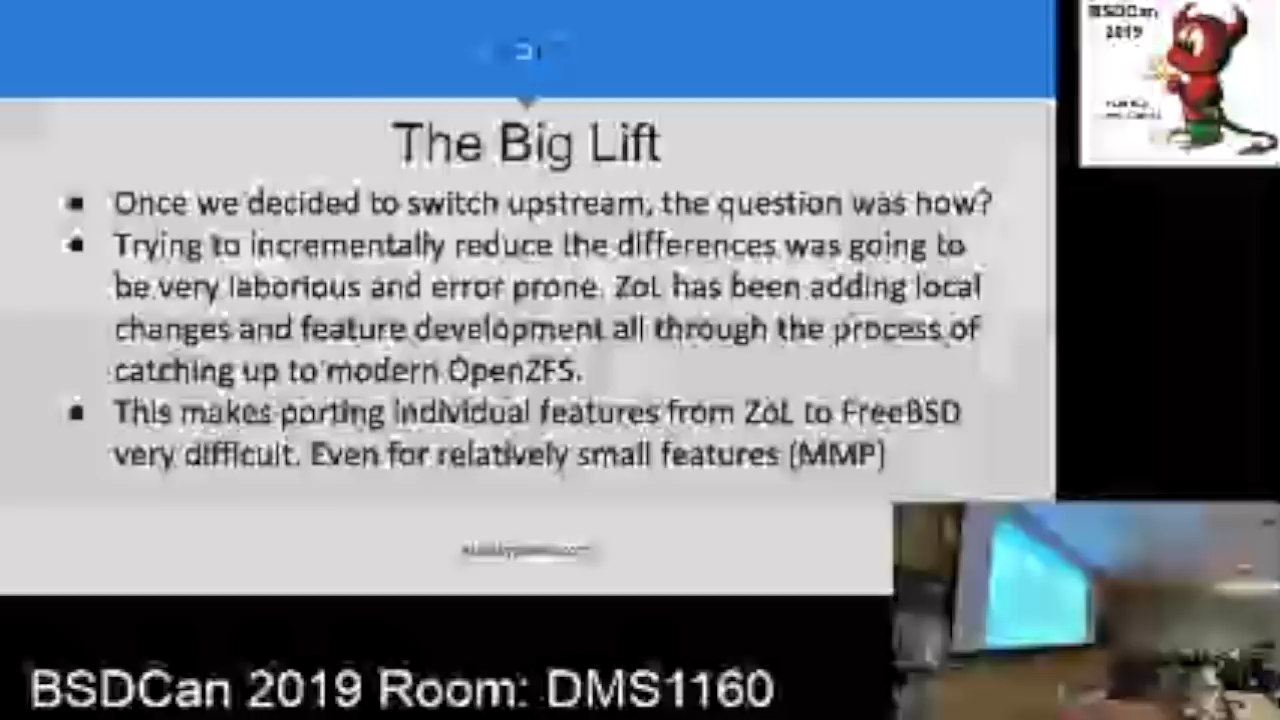 BSDCan
2019
The Big Lift
Once we decided to switch upstream, the question was how?
Trying to incrementally reduce the differences was going to
be very laborious and error prone. ZoL has been adding local
changes and feature development all through the process of
catching up to modern OpenZFS.
This makes porting individual features from ZoL to FreeBSD
very difficult. Even for relatively small features (MMP)
BSDCan 2019 Room: DMS1160